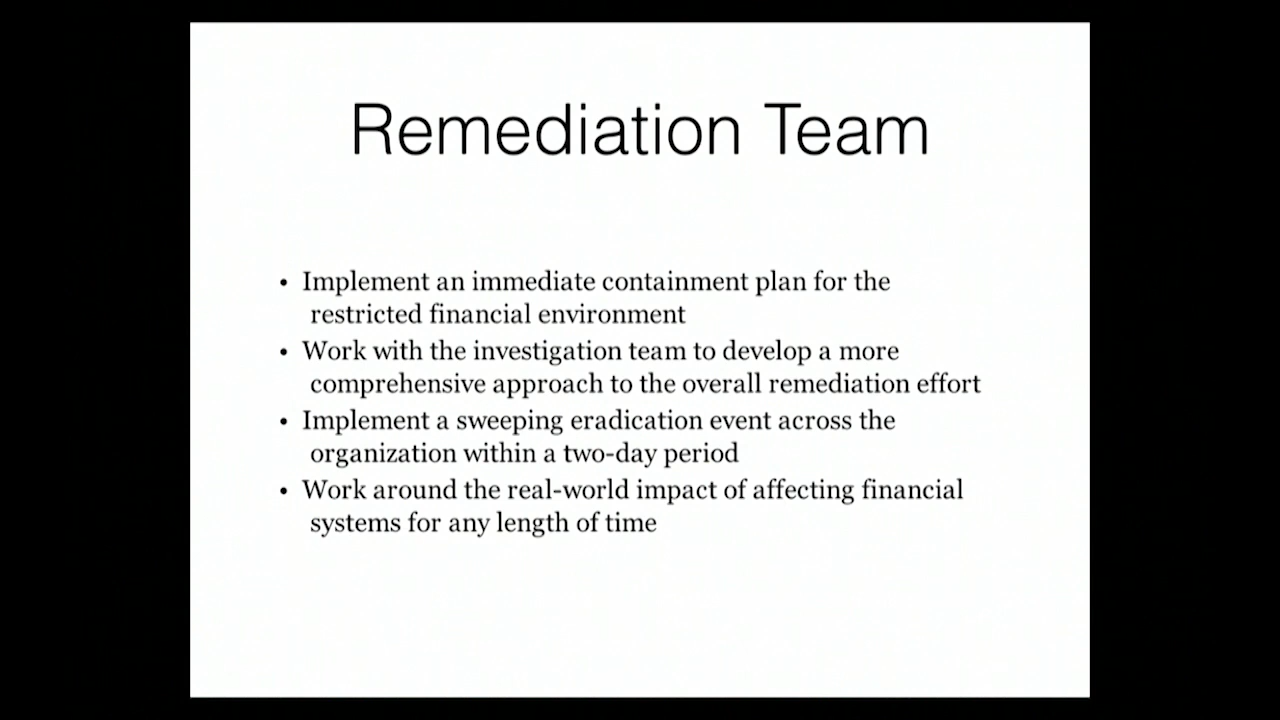 Remediation Team
• Implement an immediate containment plan for the
restricted financial environment
• Work with the investigation team to develop a more
comprehensive approach to the overall remediation effort
• Implement a sweeping eradication event across the
organization within a two-day period
• Work around the real-world impact of affecting financial
systems for any length of time